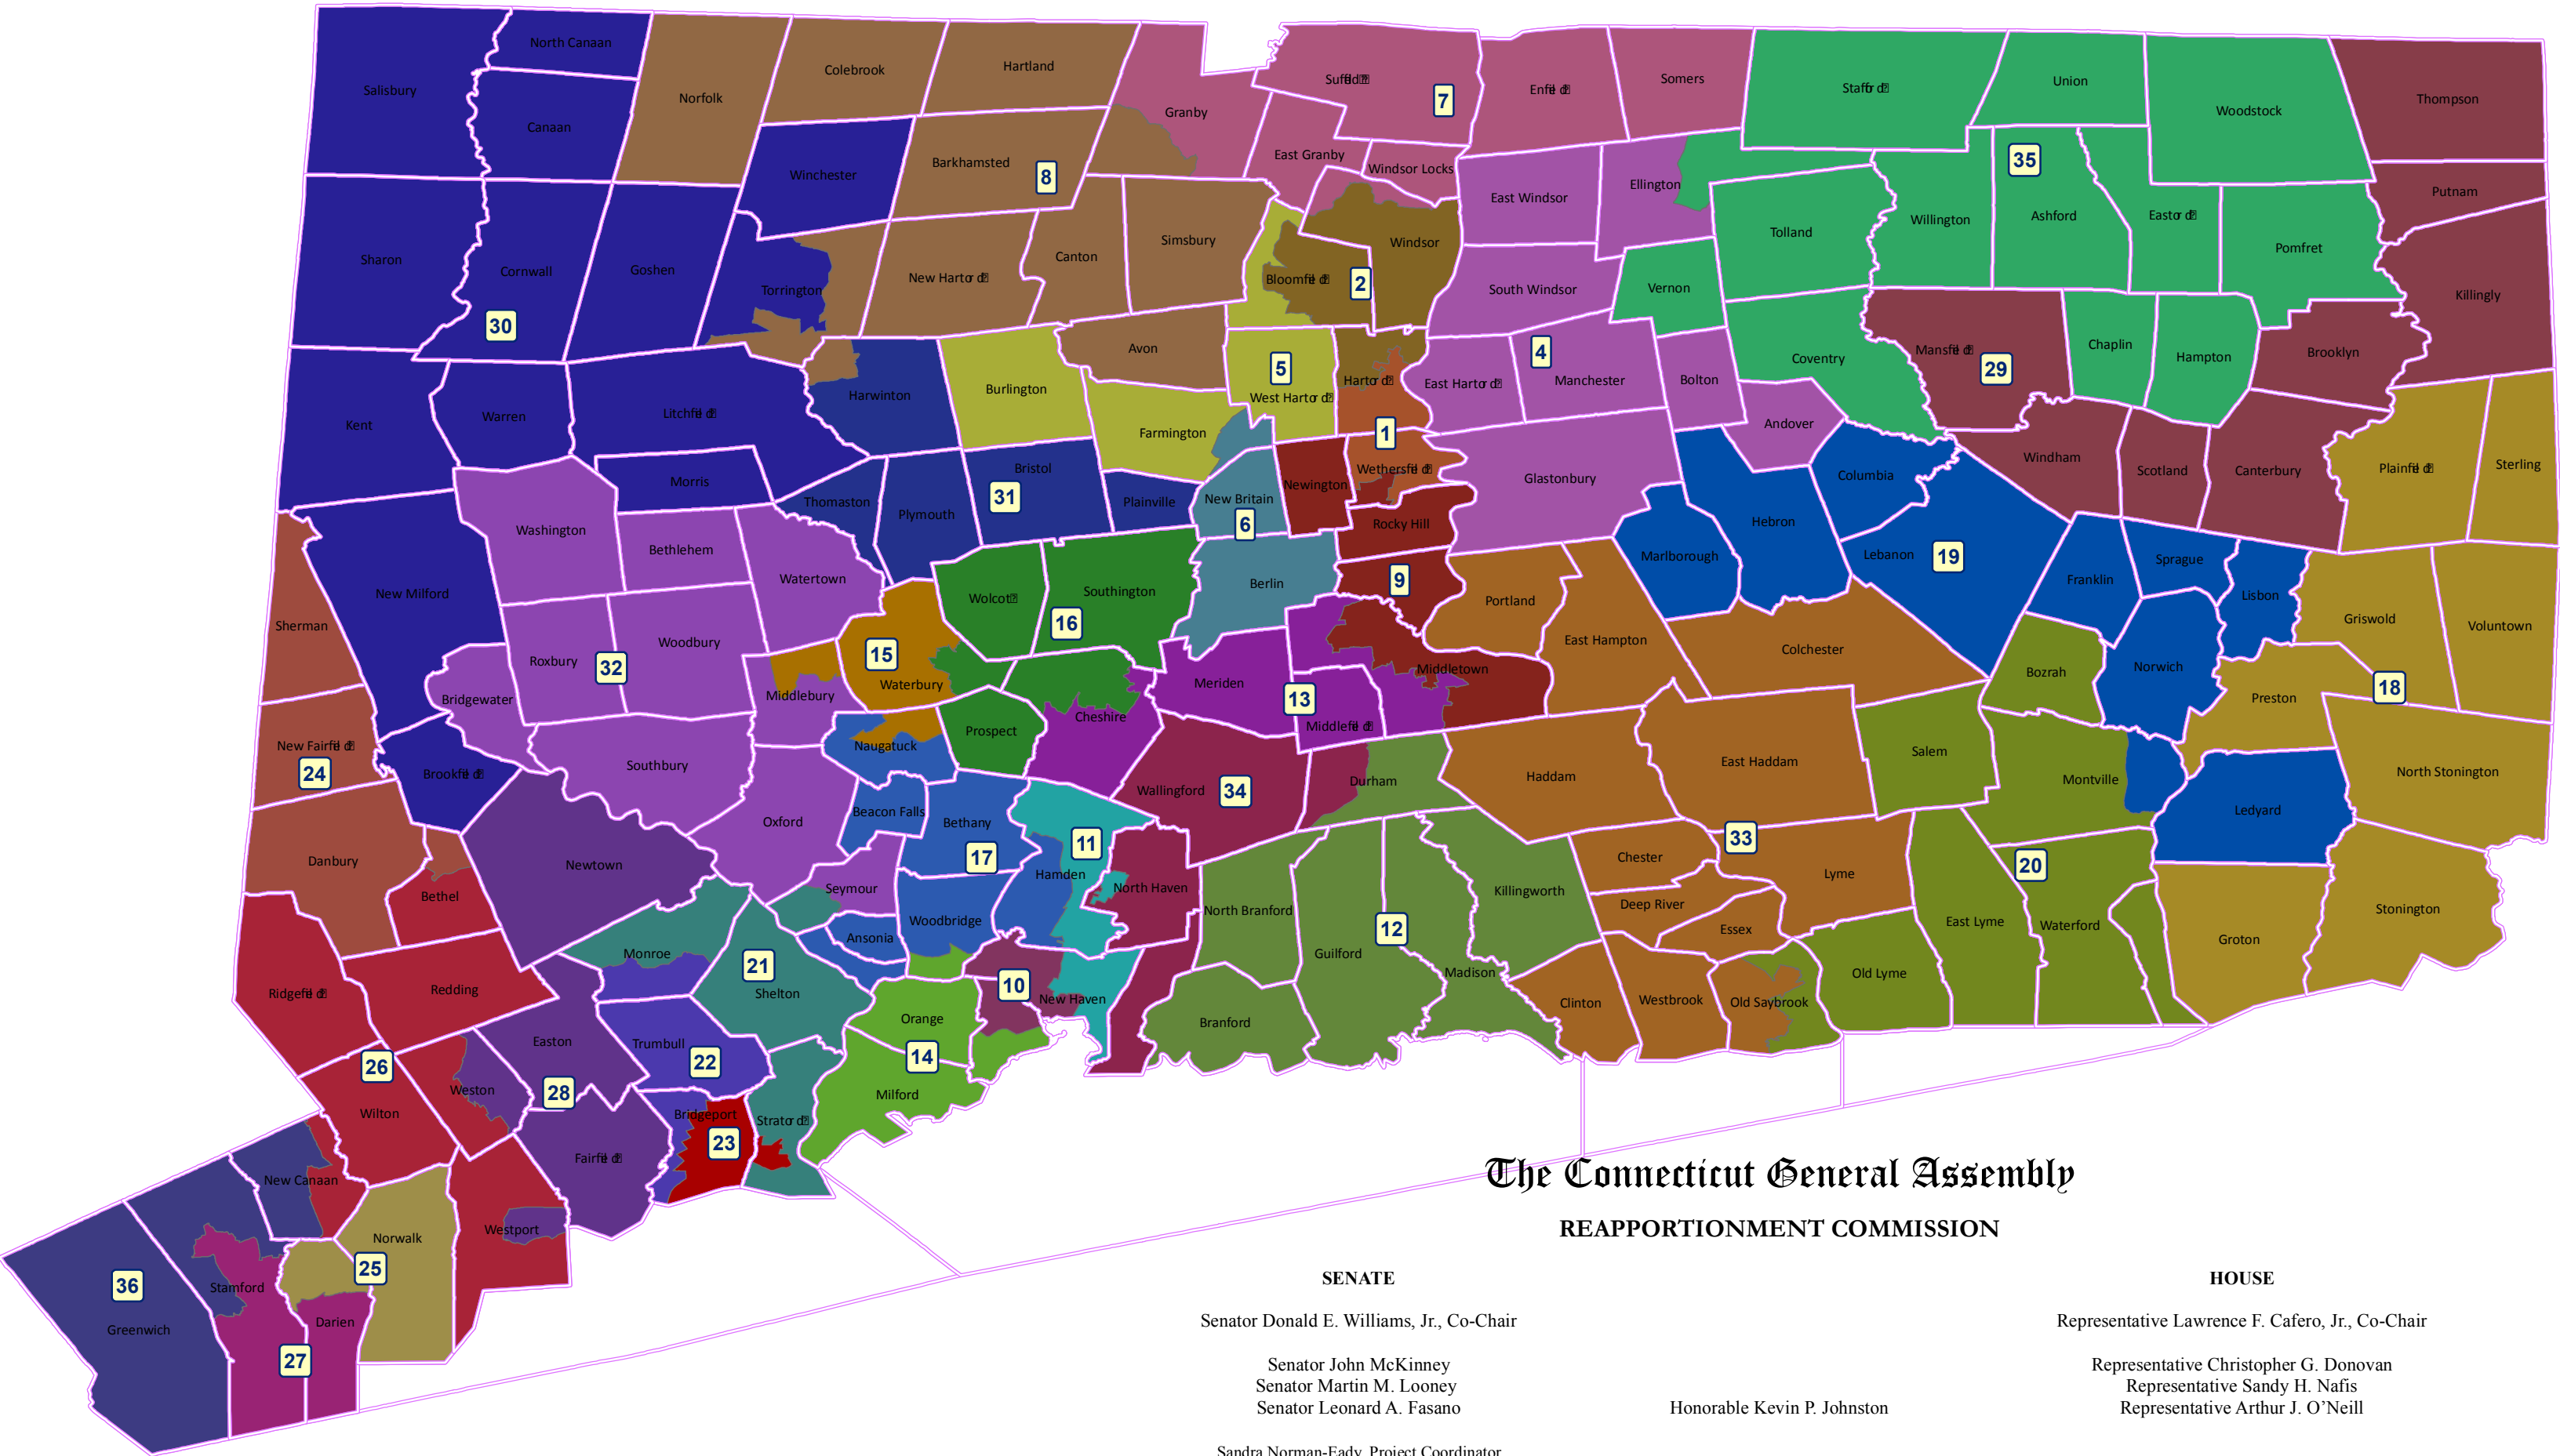 North Canaan
Salisbury
Canaan
Norfolk
Colebrook
Hartland
Granby
7
Somers
Union
Woodstock
Thompson
Winchester
Barkhamsted
8
East Granby
Windsor Locks
East Windsor
Ellington
35
Willington
Ashford
Putnam
Sharon
Cornwall
Goshen
Torrington
Canton
Simsbury
Windsor
2
South Windsor
Vernon
Tolland
Pomfret
Killingly
30
Avon
5
4
Manchester
Bolton
Coventry
29
Chaplin
Hampton
Brooklyn
Kent
Warren
Harwinton
Burlington
Farmington
1
Andover
Morris
Thomaston
Plymouth
Bristol
31
Plainville
New Britain
6
Newington
Rocky Hill
Glastonbury
Hebron
Columbia
Windham
Scotland
Canterbury
Sterling
Washington
Bethlehem
Watertown
New Milford
Southington
16
Berlin
9
Portland
Marlborough
Lebanon
19
Franklin
Sprague
Lisbon
Griswold
Voluntown
Sherman
Roxbury
32
Woodbury
15
Waterbury
Middlebury
Bridgewater
Meriden
13
Middletown
East Hampton
Colchester
Bozrah
Norwich
Preston
18
24
Southbury
Naugatuck
Prospect
Cheshire
Wallingford
34
Durham
Haddam
East Haddam
Salem
Montville
North Stonington
Danbury
Bethel
Newtown
Oxford
Beacon Falls
Bethany
17
11
Hamden
Seymour
North Haven
North Branford
Killingworth
Chester
33
Deep River
Essex
Lyme
20
Ledyard
Redding
Monroe
21
Shelton
Ansonia
Woodbridge
10
New Haven
Guilford
12
Madison
Branford
Clinton
Westbrook
Old Saybrook
Old Lyme
East Lyme
Waterford
Groton
Stonington
26
Wilton
Weston
28
Easton
Trumbull
22
Orange
14
Milford
Bridgeport
23
New Canaan
Westport
Norwalk
25
36
Greenwich
Stamford
Darien
27
The Connecticut General Assembly
REAPPORTIONMENT COMMISSION
SENATE
HOUSE
Senator Donald E. Williams, Jr., Co-Chair
Representative Lawrence F. Cafero, Jr., Co-Chair
Senator John McKinney
Representative Christopher G. Donovan
Senator Martin M. Looney
Representative Sandy H. Nafis
Senator Leonard A. Fasano
Honorable Kevin P. Johnston
Representative Arthur J. O'Neill
Sandra Norman-Eady, Project Coordinator